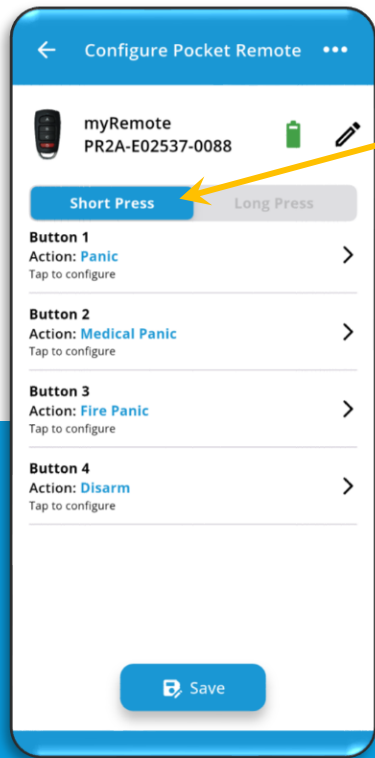 Configure Pocket Remote
myRemote
PR2A-E02537-0088
Short Press Long Press
Button 1
Action: Panic
Tap to configure
Button 2
Action: Medical Panic
Tap to configure
Button 3
Action: Fire Panic
Tap to configure
Button 4
Action: Disarm
Tap to configure
Save